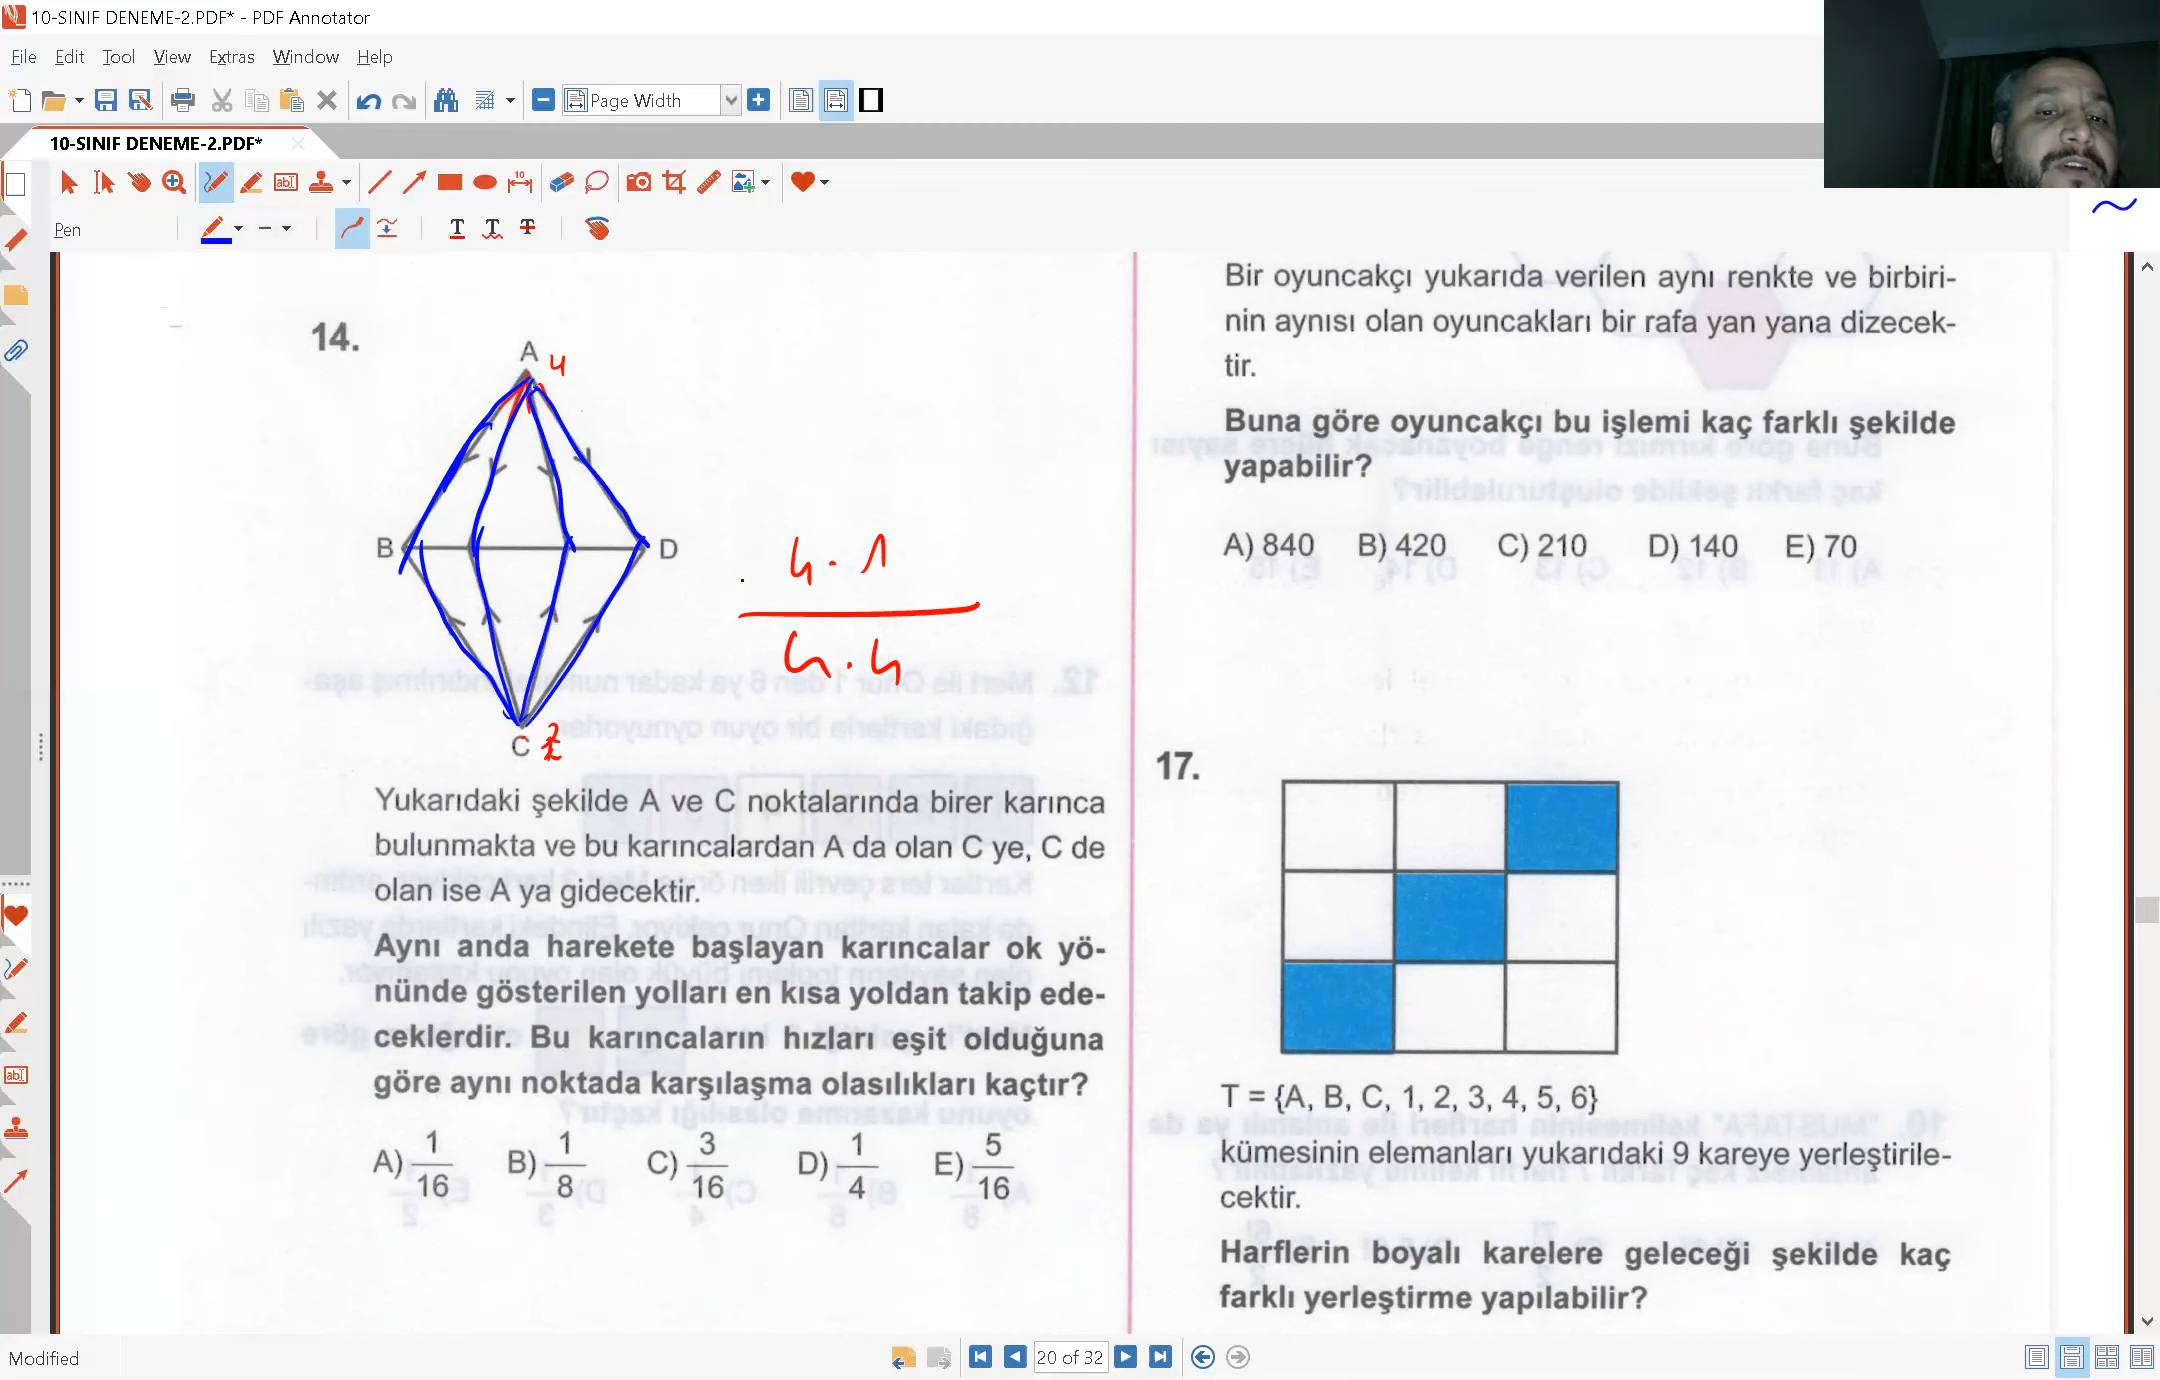 10-SINIF DENEME-2.PDF* - PDF Annotator
File Edit Tool View Extras Window Help
Page Width
10-SINIF DENEME-2.PDF*
Pen
14.
A 4
B D
C 2
4 . 1
4 . 4
Yukarıdaki şekilde A ve C noktalarında birer karınca
bulunmakta ve bu karıncalardan A da olan C ye, C de
olan ise A ya gidecektir.
Aynı anda harekete başlayan karıncalar ok yö-
nünde gösterilen yolları en kısa yoldan takip ede-
ceklerdir. Bu karıncaların hızları eşit olduğuna
göre aynı noktada karşılaşma olasılıkları kaçtır?
A) 1/16 B) 1/8 C) 3/16 D) 1/4 E) 5/16
Bir oyuncakçı yukarıda verilen aynı renkte ve birbiri-
nin aynısı olan oyuncakları bir rafa yan yana dizecek-
tir.
Buna göre oyuncakçı bu işlemi kaç farklı şekilde
yapabilir?
A) 840 B) 420 C) 210 D) 140 E) 70
17.
T = {A, B, C, 1, 2, 3, 4, 5, 6}
kümesinin elemanları yukarıdaki 9 kareye yerleştirile-
cektir.
Harflerin boyalı karelere geleceği şekilde kaç
farklı yerleştirme yapılabilir?
Modified
20 of 32